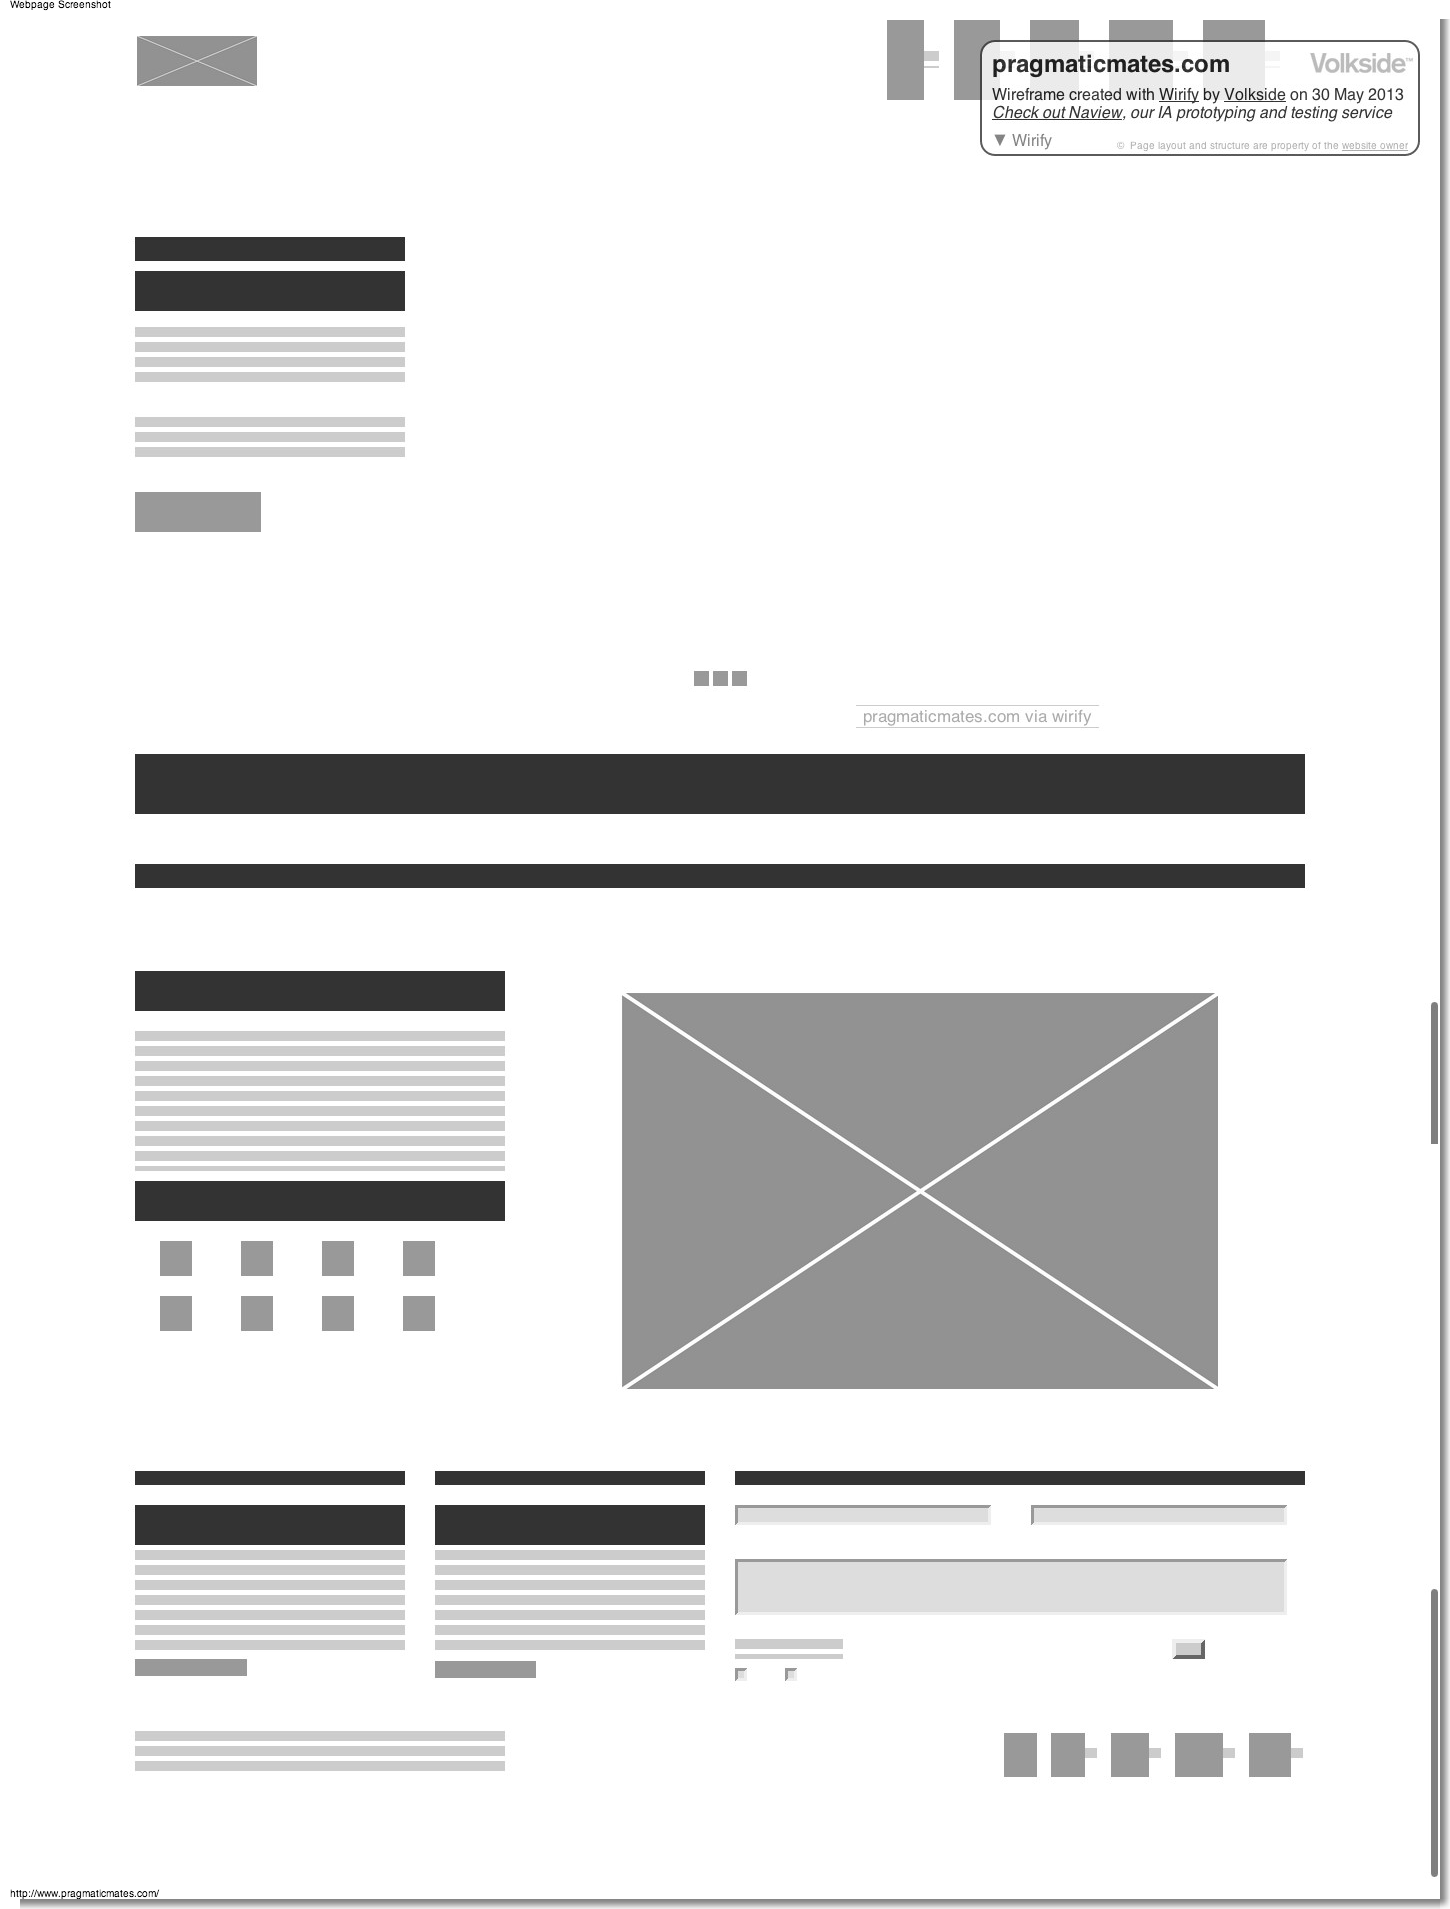 Webpage Screenshot
pragmaticmates.com
Volkside™
Wireframe created with Wirify by Volkside on 30 May 2013
Check out Naview, our IA prototyping and testing service
▼ Wirify
© Page layout and structure are property of the website owner
pragmaticmates.com via wirify
http://www.pragmaticmates.com/